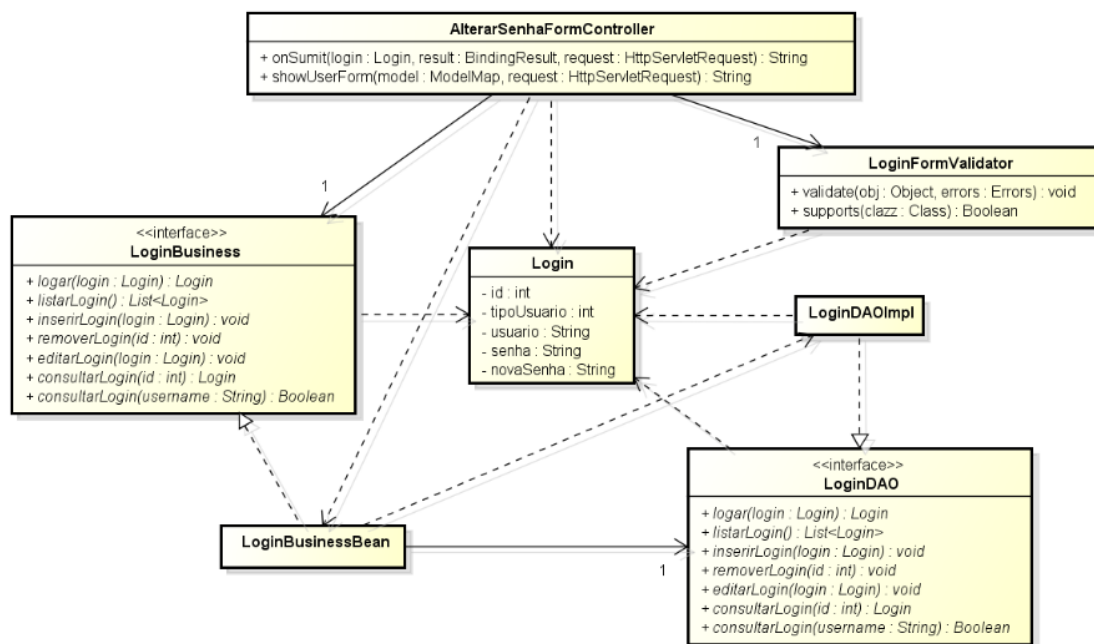 AlterarSenhaFormController
+ onSumit(login : Login, result : BindingResult, request : HttpServletRequest) : String
+ showUserForm(model : ModelMap, request : HttpServletRequest) : String
1
1
LoginFormValidator
+ validate(obj : Object, errors : Errors) : void
+ supports(clazz : Class) : Boolean
<<interface>>
LoginBusiness
+ logar(login : Login) : Login
+ listarLogin() : List<Login>
+ inserirLogin(login : Login) : void
+ removerLogin(id : int) : void
+ editarLogin(login : Login) : void
+ consultarLogin(id : int) : Login
+ consultarLogin(username : String) : Boolean
Login
- id : int
- tipoUsuario : int
- usuario : String
- senha : String
- novaSenha : String
LoginDAOImpl
<<interface>>
LoginDAO
+ logar(login : Login) : Login
+ listarLogin() : List<Login>
+ inserirLogin(login : Login) : void
+ removerLogin(id : int) : void
+ editarLogin(login : Login) : void
+ consultarLogin(id : int) : Login
+ consultarLogin(username : String) : Boolean
LoginBusinessBean
1